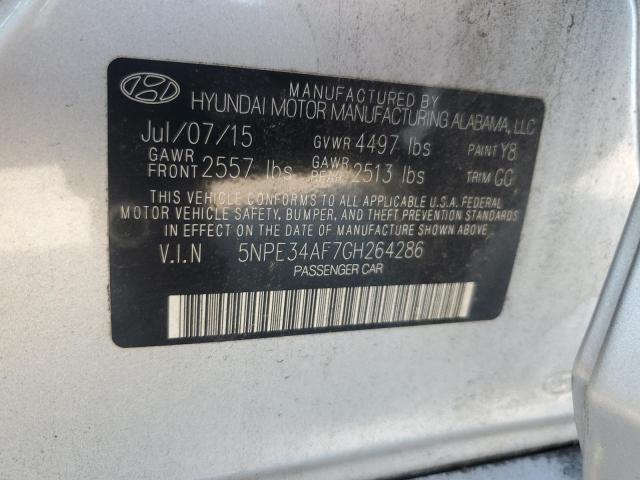 MANUFACTURED BY
HYUNDAI MOTOR MANUFACTURING ALABAMA, LLC
Jul/07/15 GVWR 4497 lbs PAINT Y8
GAWR FRONT 2557 lbs GAWR REAR 2513 lbs TRIM GG
THIS VEHICLE CONFORMS TO ALL APPLICABLE U.S.A. FEDERAL
MOTOR VEHICLE SAFETY, BUMPER, AND THEFT PREVENTION STANDARDS
IN EFFECT ON THE DATE OF MANUFACTURE SHOWN ABOVE.
V.I.N 5NPE34AF7GH264286
PASSENGER CAR